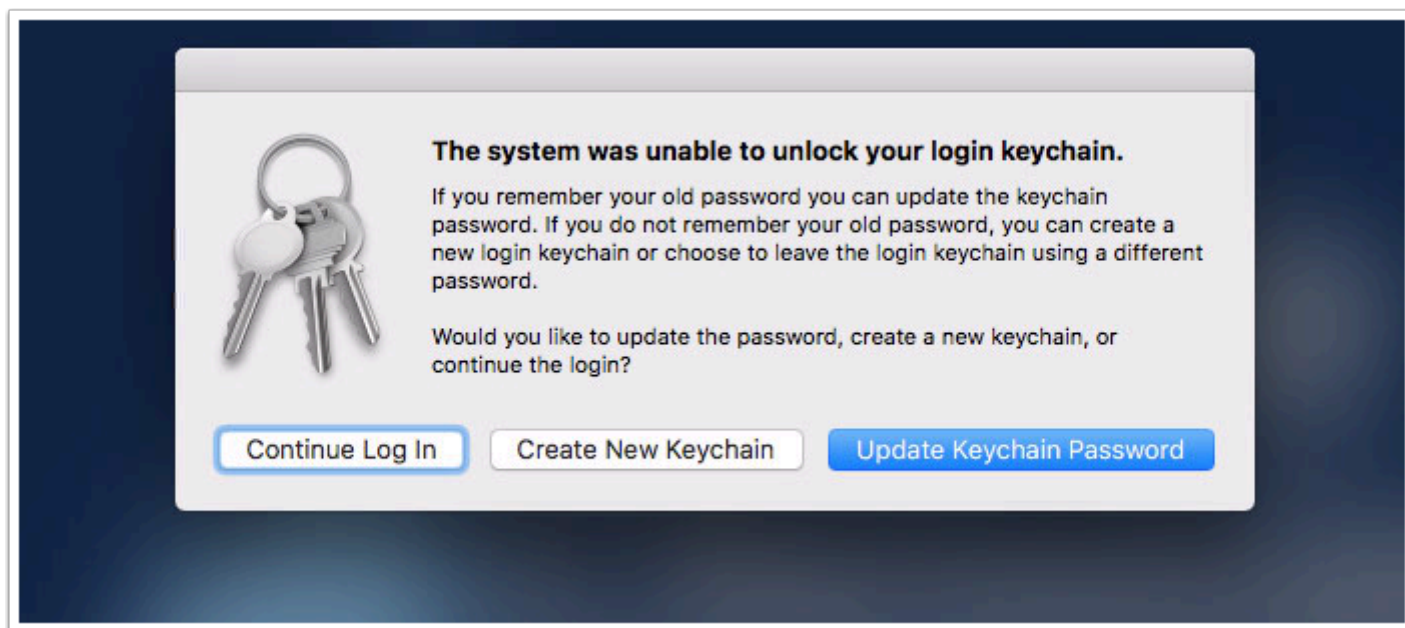 The system was unable to unlock your login keychain.
If you remember your old password you can update the keychain
password. If you do not remember your old password, you can create a
new login keychain or choose to leave the login keychain using a different
password.
Would you like to update the password, create a new keychain, or
continue the login?
Continue Log In
Create New Keychain
Update Keychain Password